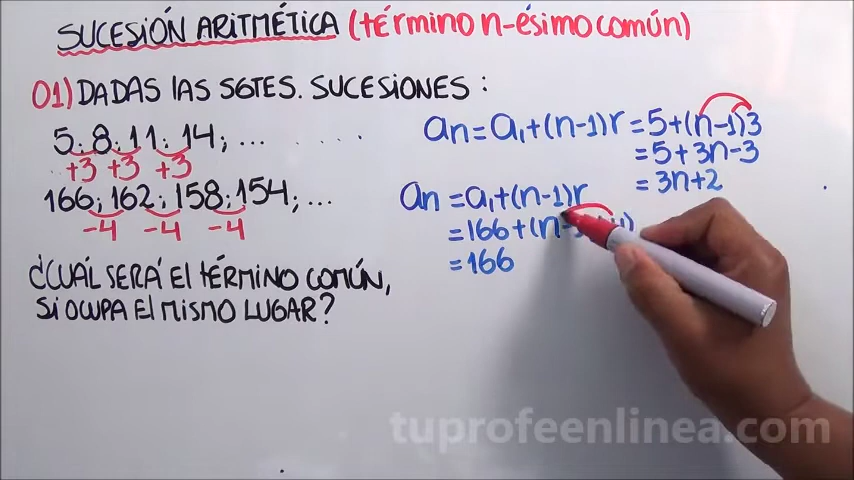 SUCESIÓN ARITMÉTICA (término n-ésimo común)
01) DADAS LAS SGTES. SUCESIONES :
5; 8; 11; 14; ...
+3 +3 +3
166; 162; 158; 154; ...
-4 -4 -4
¿CUÁL SERÁ EL TÉRMINO COMÚN,
SI OCUPA EL MISMO LUGAR?
an = a1+(n-1)r = 5+(n-1)3
= 5+3n-3
= 3n+2
an = a1+(n-1)r
= 166+(n-
= 166
tuprofeenlinea.com